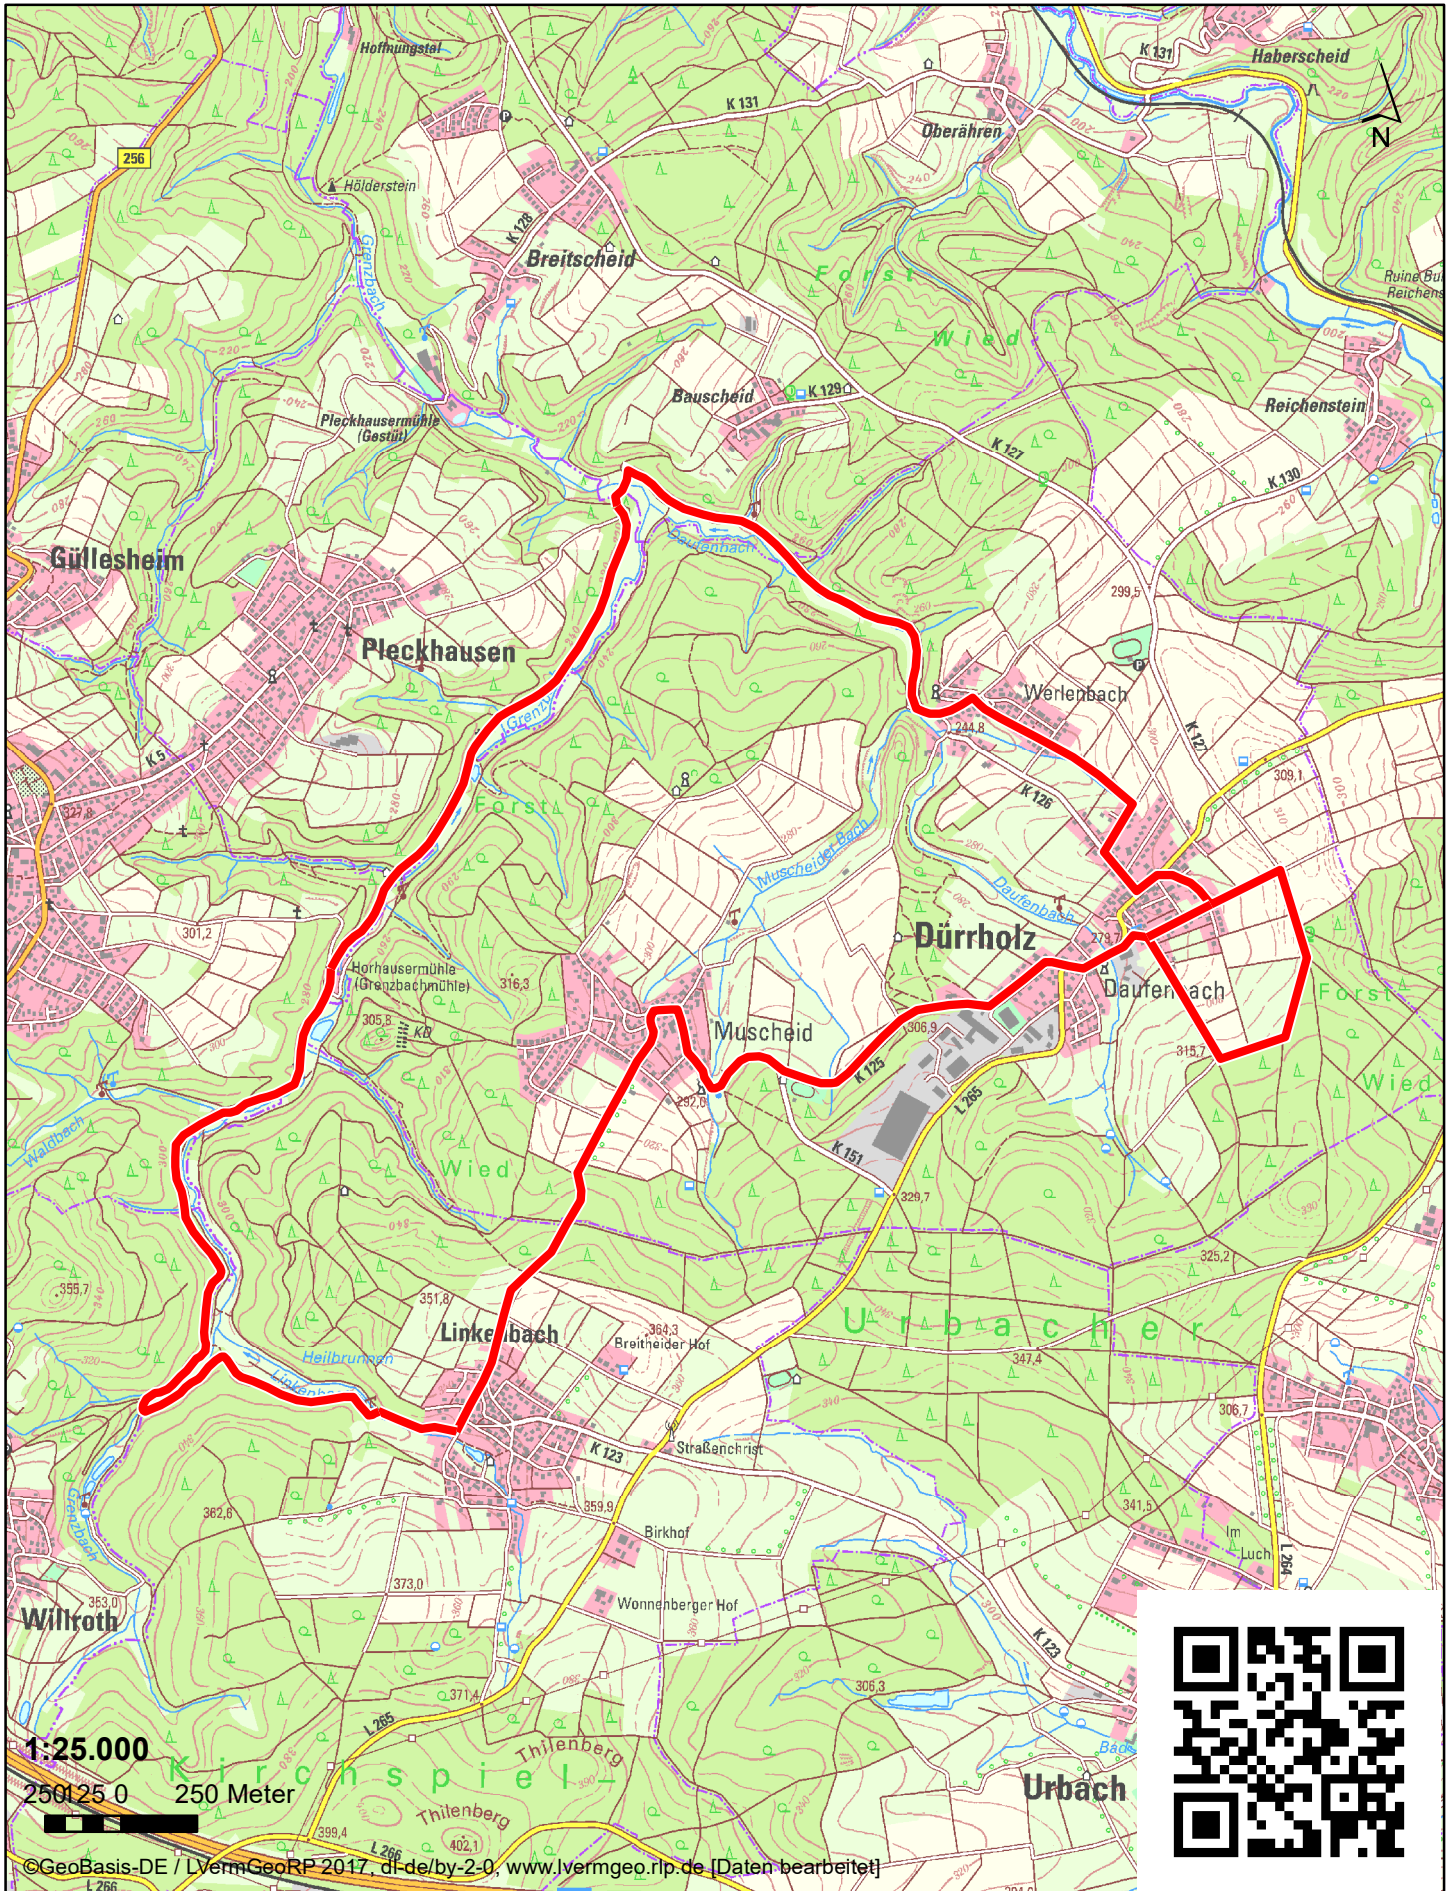 Hoffnungstal
K 131
Haberscheid
K 131
Oberähren
256
Hölderstein
N
K 128
Breitscheid
Grenzbach
Forst
Wied
Ruine Bu
Reichens
Bauscheid
K 129
Reichenstein
Pleckhausermühle
(Gestüt)
K 127
K 130
Güllesheim
Daufenbach
299,5
Pleckhausen
Werlenbach
244,8
Grenzb
K 127
K 5
309,1
327,8
Forst
K 126
Muscheider Bach
Daufenbach
301,2
Dürrholz
279,7
Horhausermühle
(Grenzbachmühle)
316,3
Daufenbach
Forst
305,8
KD
Muscheid
306,9
315,7
K 125
Wied
292,0
L 265
Waldbach
Wied
K 151
329,7
325,2
355,7
351,8
Linkenbach
364,3
Breitheider Hof
Urbacher
347,4
Heilbrunnen
Linkenba
306,7
K 123
Straßenchrist
362,6
359,9
341,5
Birkhof
Im
Luch
L 264
Grenzbach
373,0
353,0
Willroth
Wonnenberger Hof
K 123
306,3
371,4
L 265
1:25.000
Thilenberg
Kirchspiel-
Bad
250 125 0 250 Meter
Urbach
Thilenberg
399,4
402,1
L 266
©GeoBasis-DE / LVermGeoRP 2017, dl-de/by-2-0, www.lvermgeo.rlp.de [Daten bearbeitet]
L 266